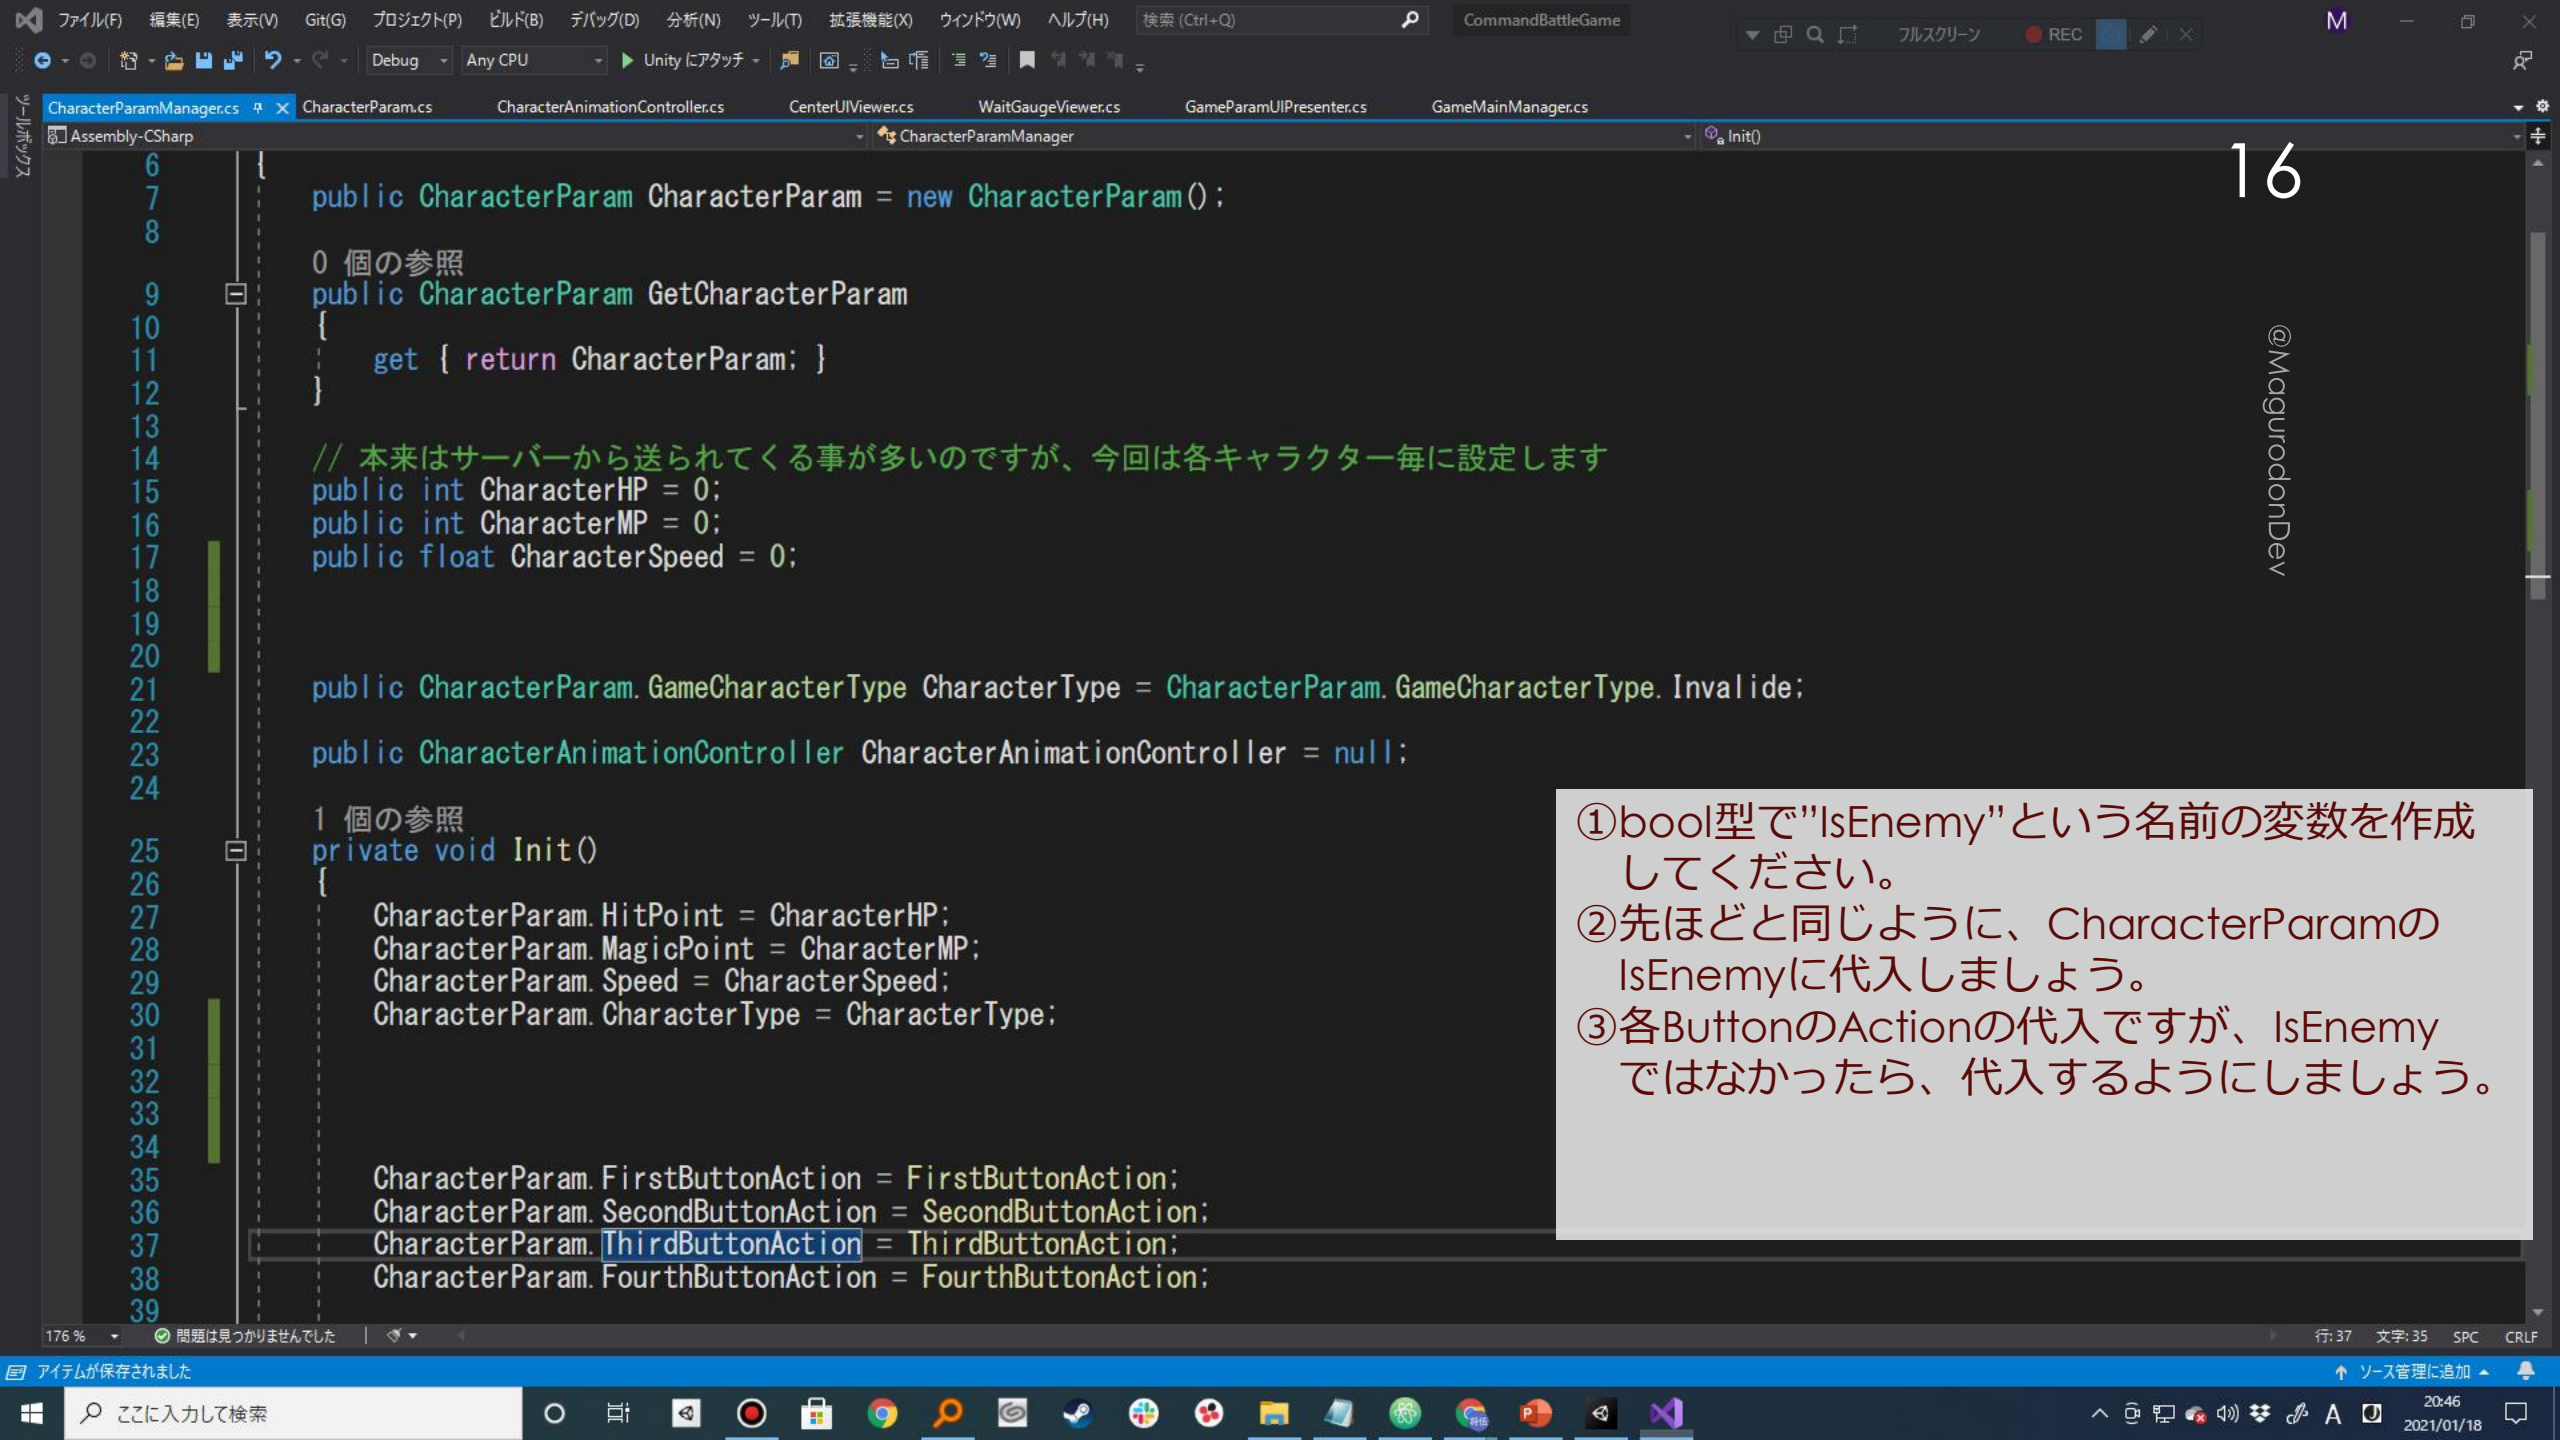 ファイル(F) 編集(E) 表示(V) Git(G) プロジェクト(P) ビルド(B) デバッグ(D) 分析(N) ツール(T) 拡張機能(X) ウィンドウ(W) ヘルプ(H) 検索 (Ctrl+Q) CommandBattleGame フルスクリーン REC M
Debug Any CPU Unity にアタッチ
ツールボックス
CharacterParamManager.cs CharacterParam.cs CharacterAnimationController.cs CenterUIViewer.cs WaitGaugeViewer.cs GameParamUIPresenter.cs GameMainManager.cs
Assembly-CSharp CharacterParamManager Init()
16
@MagurodonDev
6 {
7 public CharacterParam CharacterParam = new CharacterParam();
8
0 個の参照
9 public CharacterParam GetCharacterParam
10 {
11 get { return CharacterParam; }
12 }
13
14 // 本来はサーバーから送られてくる事が多いのですが、今回は各キャラクター毎に設定します
15 public int CharacterHP = 0;
16 public int CharacterMP = 0;
17 public float CharacterSpeed = 0;
18
19
20
21 public CharacterParam.GameCharacterType CharacterType = CharacterParam.GameCharacterType.Invalide;
22
23 public CharacterAnimationController CharacterAnimationController = null;
24
1 個の参照
25 private void Init()
26 {
27 CharacterParam.HitPoint = CharacterHP;
28 CharacterParam.MagicPoint = CharacterMP;
29 CharacterParam.Speed = CharacterSpeed;
30 CharacterParam.CharacterType = CharacterType;
31
32
33
34
35 CharacterParam.FirstButtonAction = FirstButtonAction;
36 CharacterParam.SecondButtonAction = SecondButtonAction;
37 CharacterParam.ThirdButtonAction = ThirdButtonAction;
38 CharacterParam.FourthButtonAction = FourthButtonAction;
39
①bool型で”IsEnemy”という名前の変数を作成
してください。
②先ほどと同じように、CharacterParamの
IsEnemyに代入しましょう。
③各ButtonのActionの代入ですが、IsEnemy
ではなかったら、代入するようにしましょう。
176 % 問題は見つかりませんでした 行: 37 文字: 35 SPC CRLF
アイテムが保存されました ソース管理に追加
ここに入力して検索 A 20:46
2021/01/18